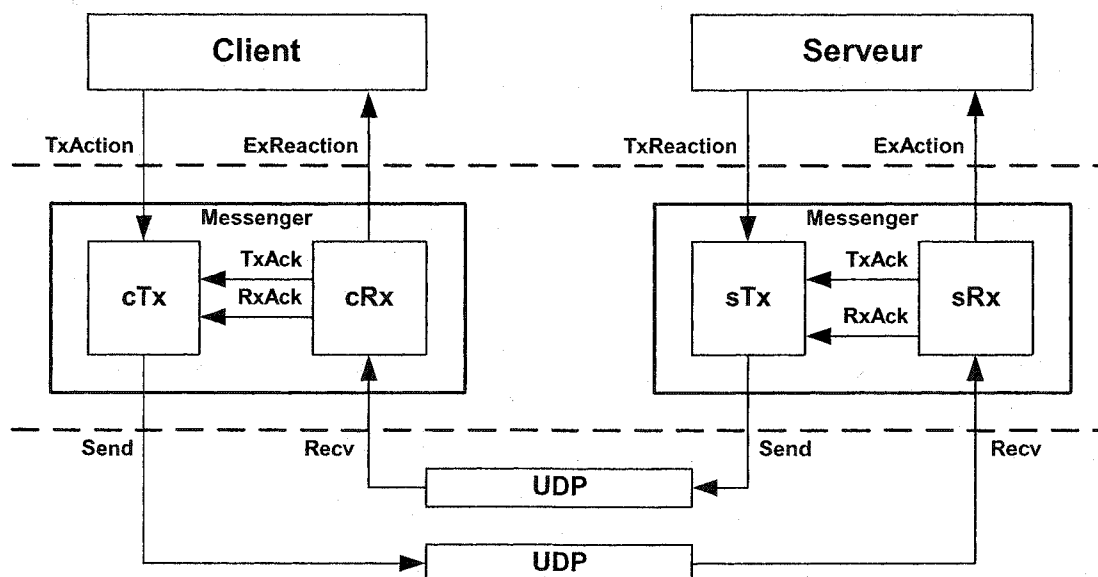 Client
Serveur
TxAction
ExReaction
TxReaction
ExAction
Messenger
Messenger
cTx
TxAck
RxAck
cRx
sTx
TxAck
RxAck
sRx
Send
Recv
Send
Recv
UDP
UDP